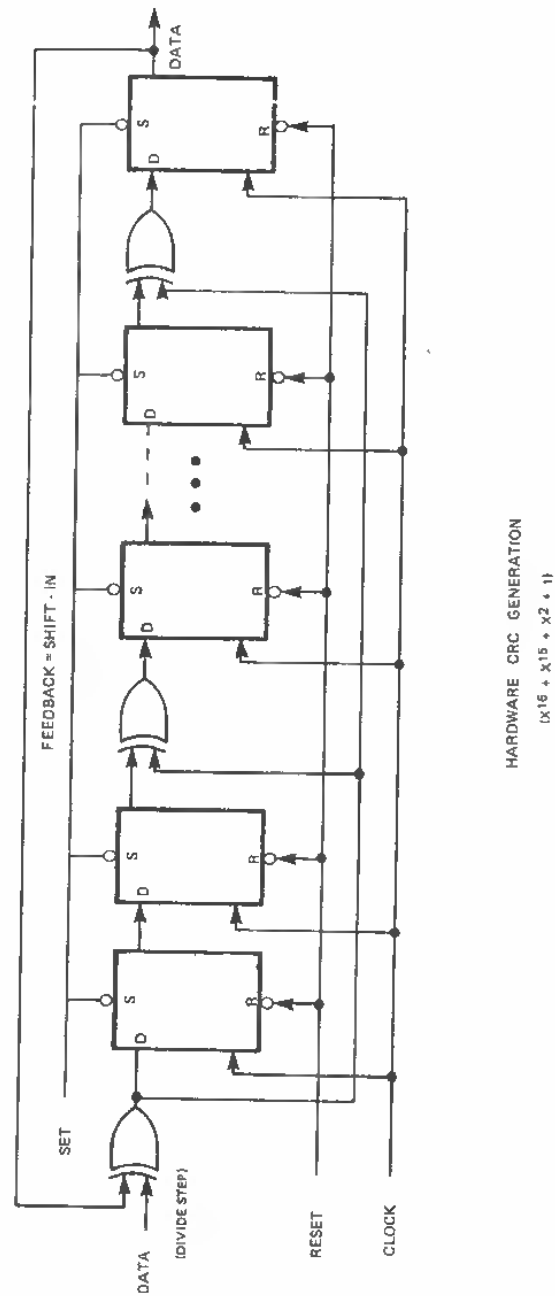 DATA
S
D
R
S
D
R
FEEDBACK = SHIFT - IN
S
D
R
S
D
R
S
D
R
SET
DATA
(DIVIDE STEP)
RESET
CLOCK
HARDWARE CRC GENERATION
(X16 + X15 + X2 + 1)